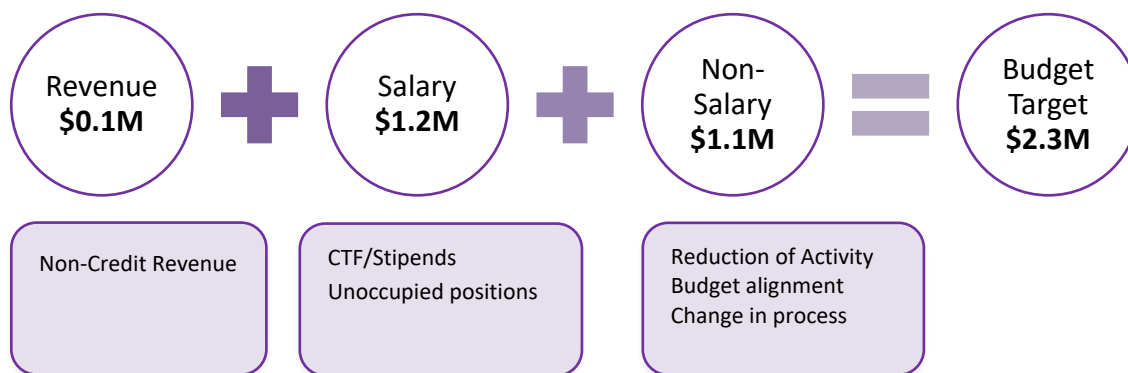 Revenue
$0.1M
Salary
$1.2M
Non-
Salary
$1.1M
Budget
Target
$2.3M
Non-Credit Revenue
CTF/Stipends
Unoccupied positions
Reduction of Activity
Budget alignment
Change in process